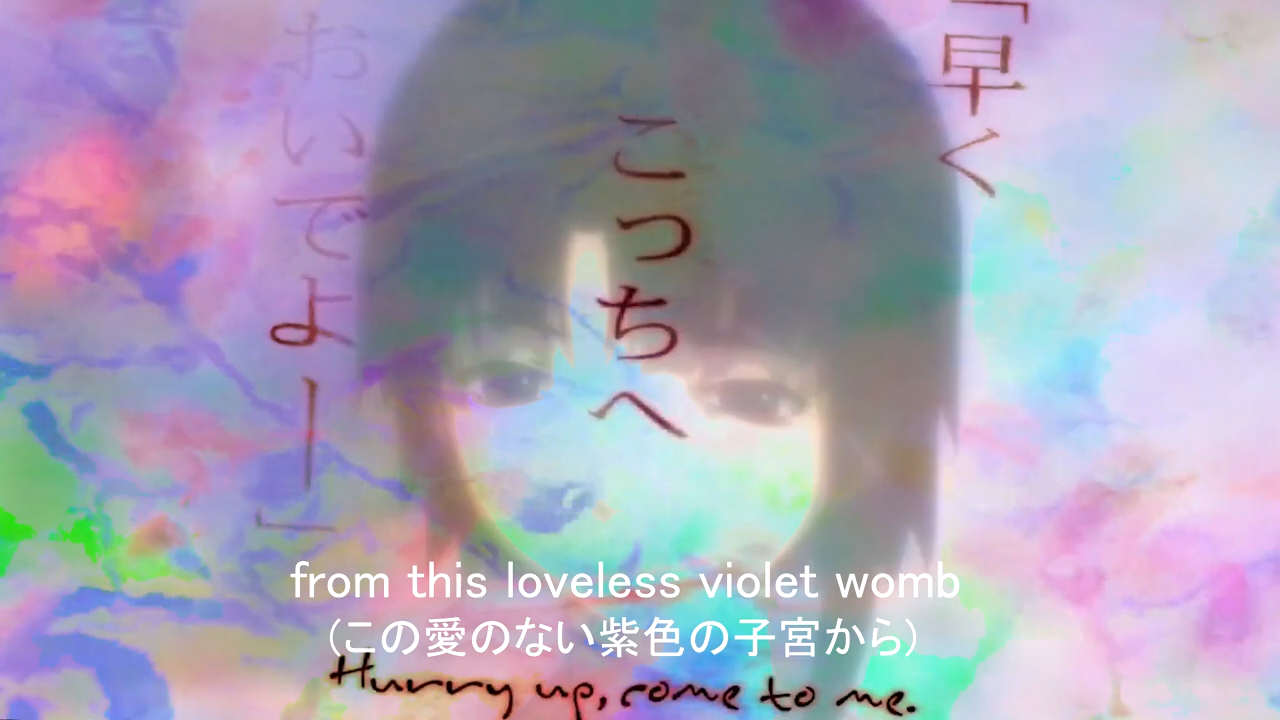 「早く
こっちへ
おいでよー」
from this loveless violet womb
(この愛のない紫色の子宮から)
Hurry up, come to me.